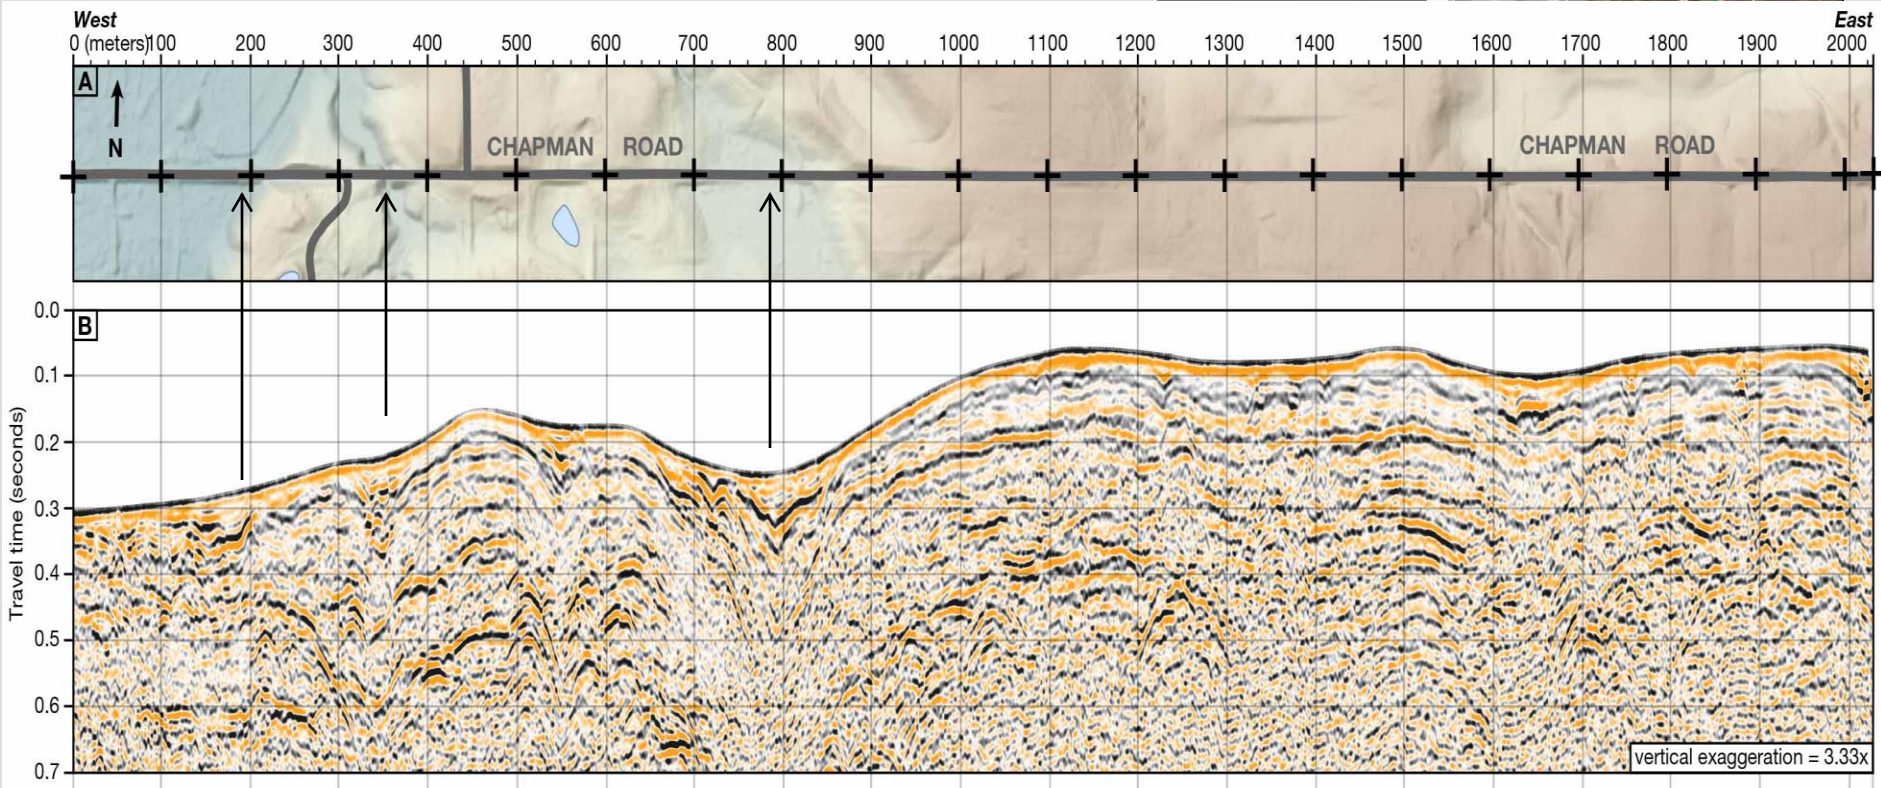 West East
0 (meters)100 200 300 400 500 600 700 800 900 1000 1100 1200 1300 1400 1500 1600 1700 1800 1900 2000
A
N
CHAPMAN ROAD CHAPMAN ROAD
B
0.0
0.1
0.2
0.3
0.4
0.5
0.6
0.7
Travel time (seconds)
vertical exaggeration = 3.33x